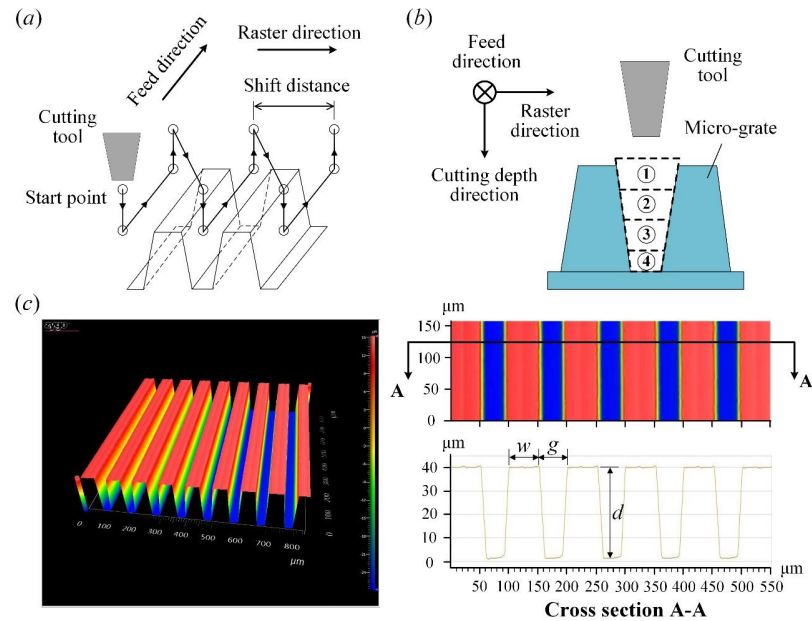 (a)
Feed direction
Raster direction
Shift distance
Cutting
tool
Start point
(b)
Feed
direction
Raster
direction
Cutting depth
direction
Cutting
tool
Micro-grate
①
②
③
④
(c)
0 100 200 300 400 500 600 700 800
μm
μm
150
100
50
0
A
A
μm
40
30
20
10
0
w
g
d
μm
50 100 150 200 250 300 350 400 450 500 550
Cross section A-A